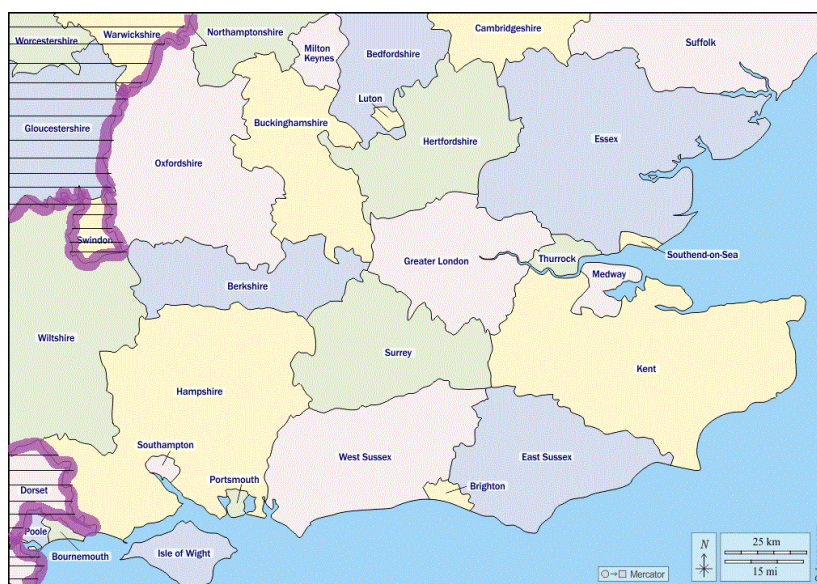 Cambridgeshire
Worcestershire
Warwickshire
Northamptonshire
Milton
Keynes
Bedfordshire
Suffolk
Luton
Gloucestershire
Buckinghamshire
Hertfordshire
Essex
Oxfordshire
Swindon
Greater London
Thurrock
Southend-on-Sea
Medway
Berkshire
Wiltshire
Surrey
Kent
Hampshire
Southampton
West Sussex
East Sussex
Portsmouth
Brighton
Dorset
Poole
Bournemouth
Isle of Wight
N
25 km
15 mi
Mercator